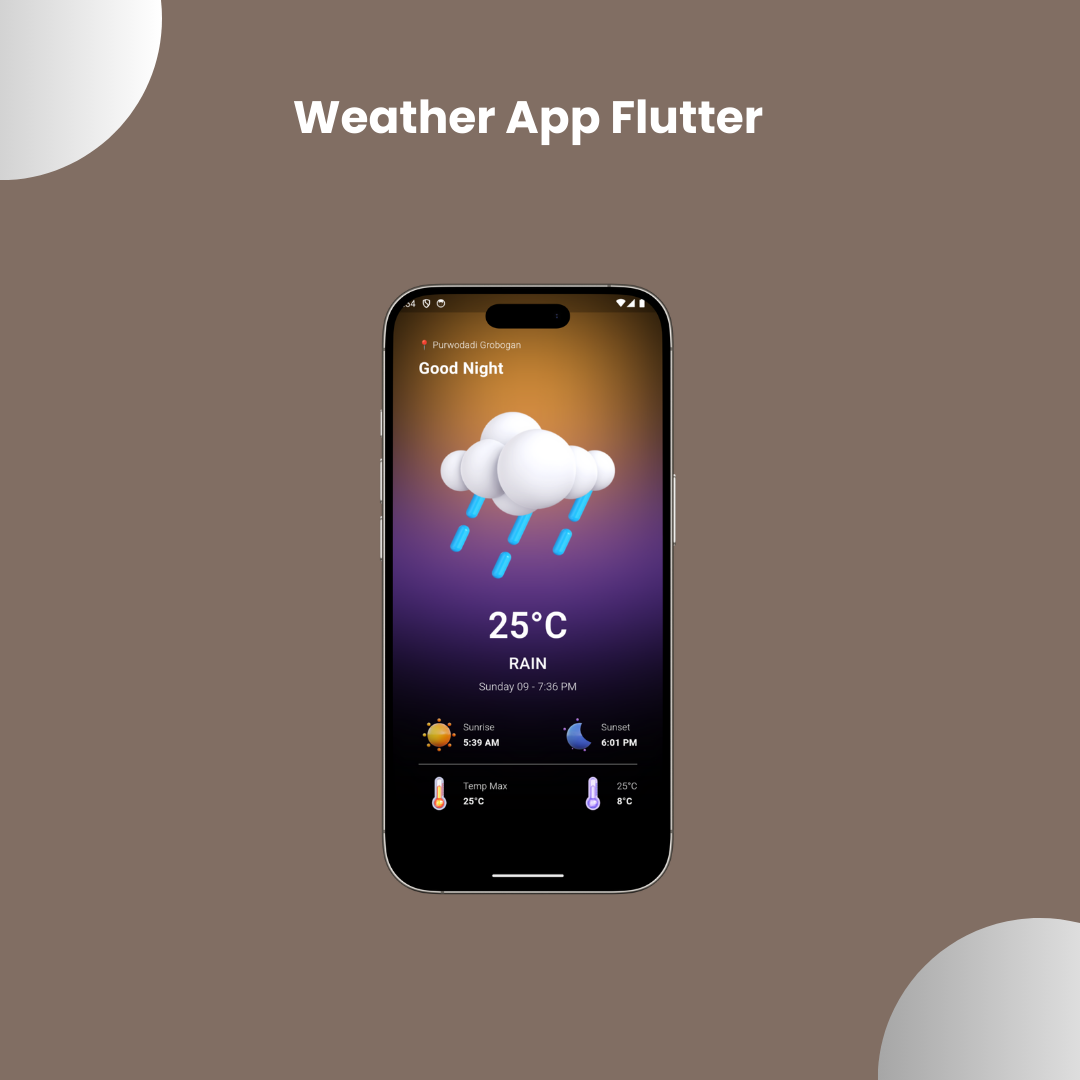 Weather App Flutter
📍 Purwodadi Grobogan
Good Night
25°C
RAIN
Sunday 09 - 7:36 PM
Sunrise
5:39 AM
Sunset
6:01 PM
Temp Max
25°C
25°C
8°C